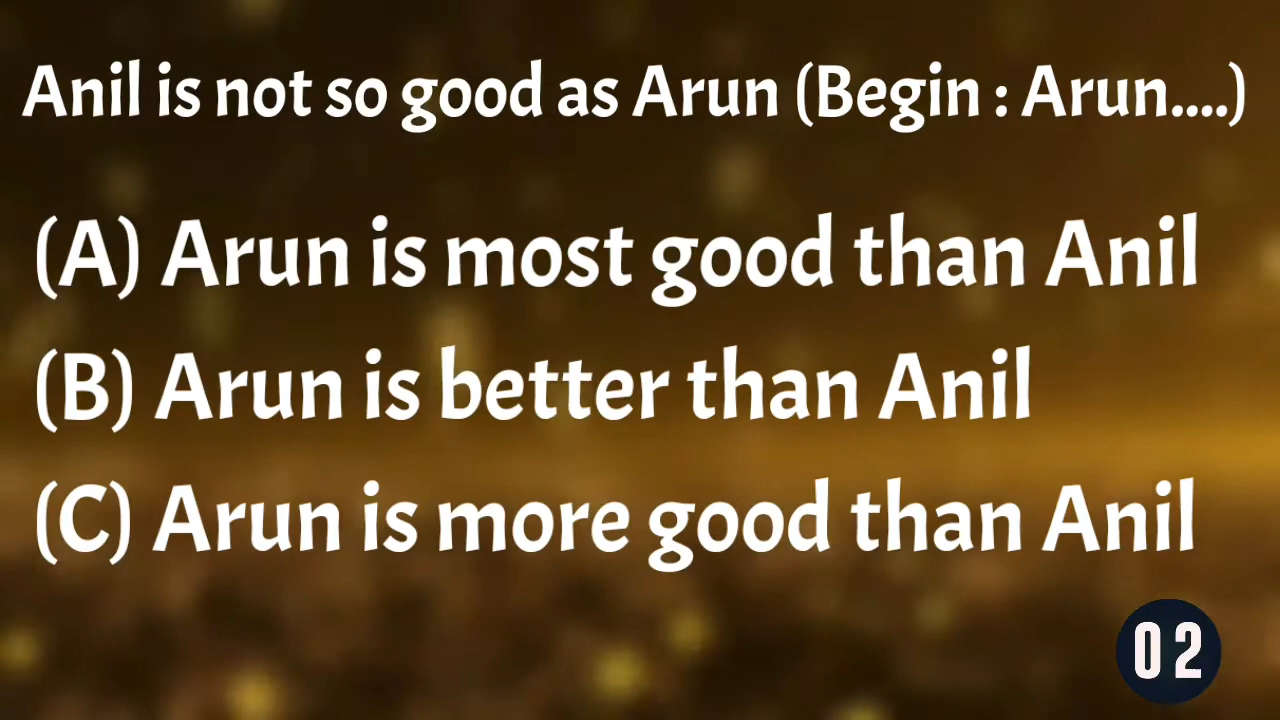 Anil is not so good as Arun (Begin : Arun....)
(A) Arun is most good than Anil
(B) Arun is better than Anil
(C) Arun is more good than Anil
02